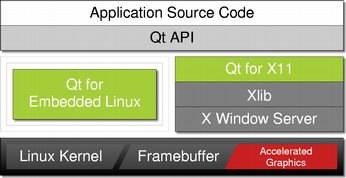 Application Source Code
Qt API
Qt for
Embedded Linux
Qt for X11
Xlib
X Window Server
Linux Kernel
Framebuffer
Accelerated
Graphics